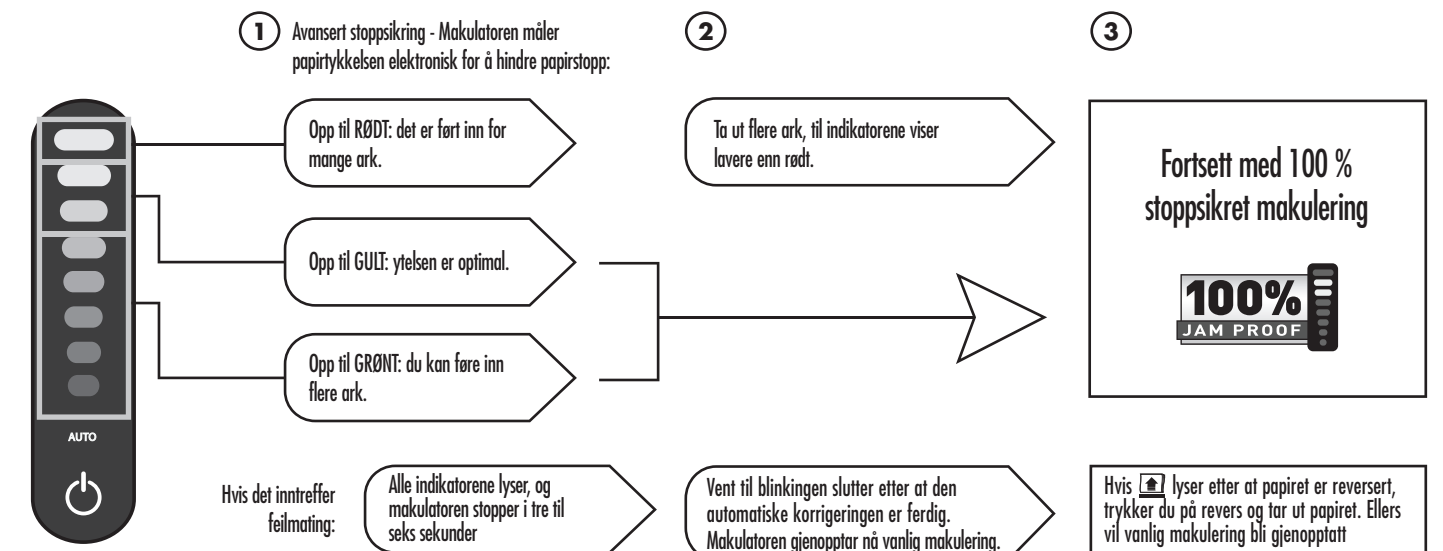 1
Avansert stoppsikring - Makulatoren måler
papirtykkelsen elektronisk for å hindre papirstopp:
2
3
Opp til RØDT: det er ført inn for
mange ark.
Ta ut flere ark, til indikatorene viser
lavere enn rødt.
Fortsett med 100 %
stoppsikret makulering
100%
JAM PROOF
Opp til GULT: ytelsen er optimal.
Opp til GRØNT: du kan føre inn
flere ark.
AUTO
Hvis det inntreffer
feilmating:
Alle indikatorene lyser, og
makulatoren stopper i tre til
seks sekunder
Vent til blinkingen slutter etter at den
automatiske korrigeringen er ferdig.
Makulatoren gjenopptar nå vanlig makulering.
Hvis lyser etter at papiret er reversert,
trykker du på revers og tar ut papiret. Ellers
vil vanlig makulering bli gjenopptatt